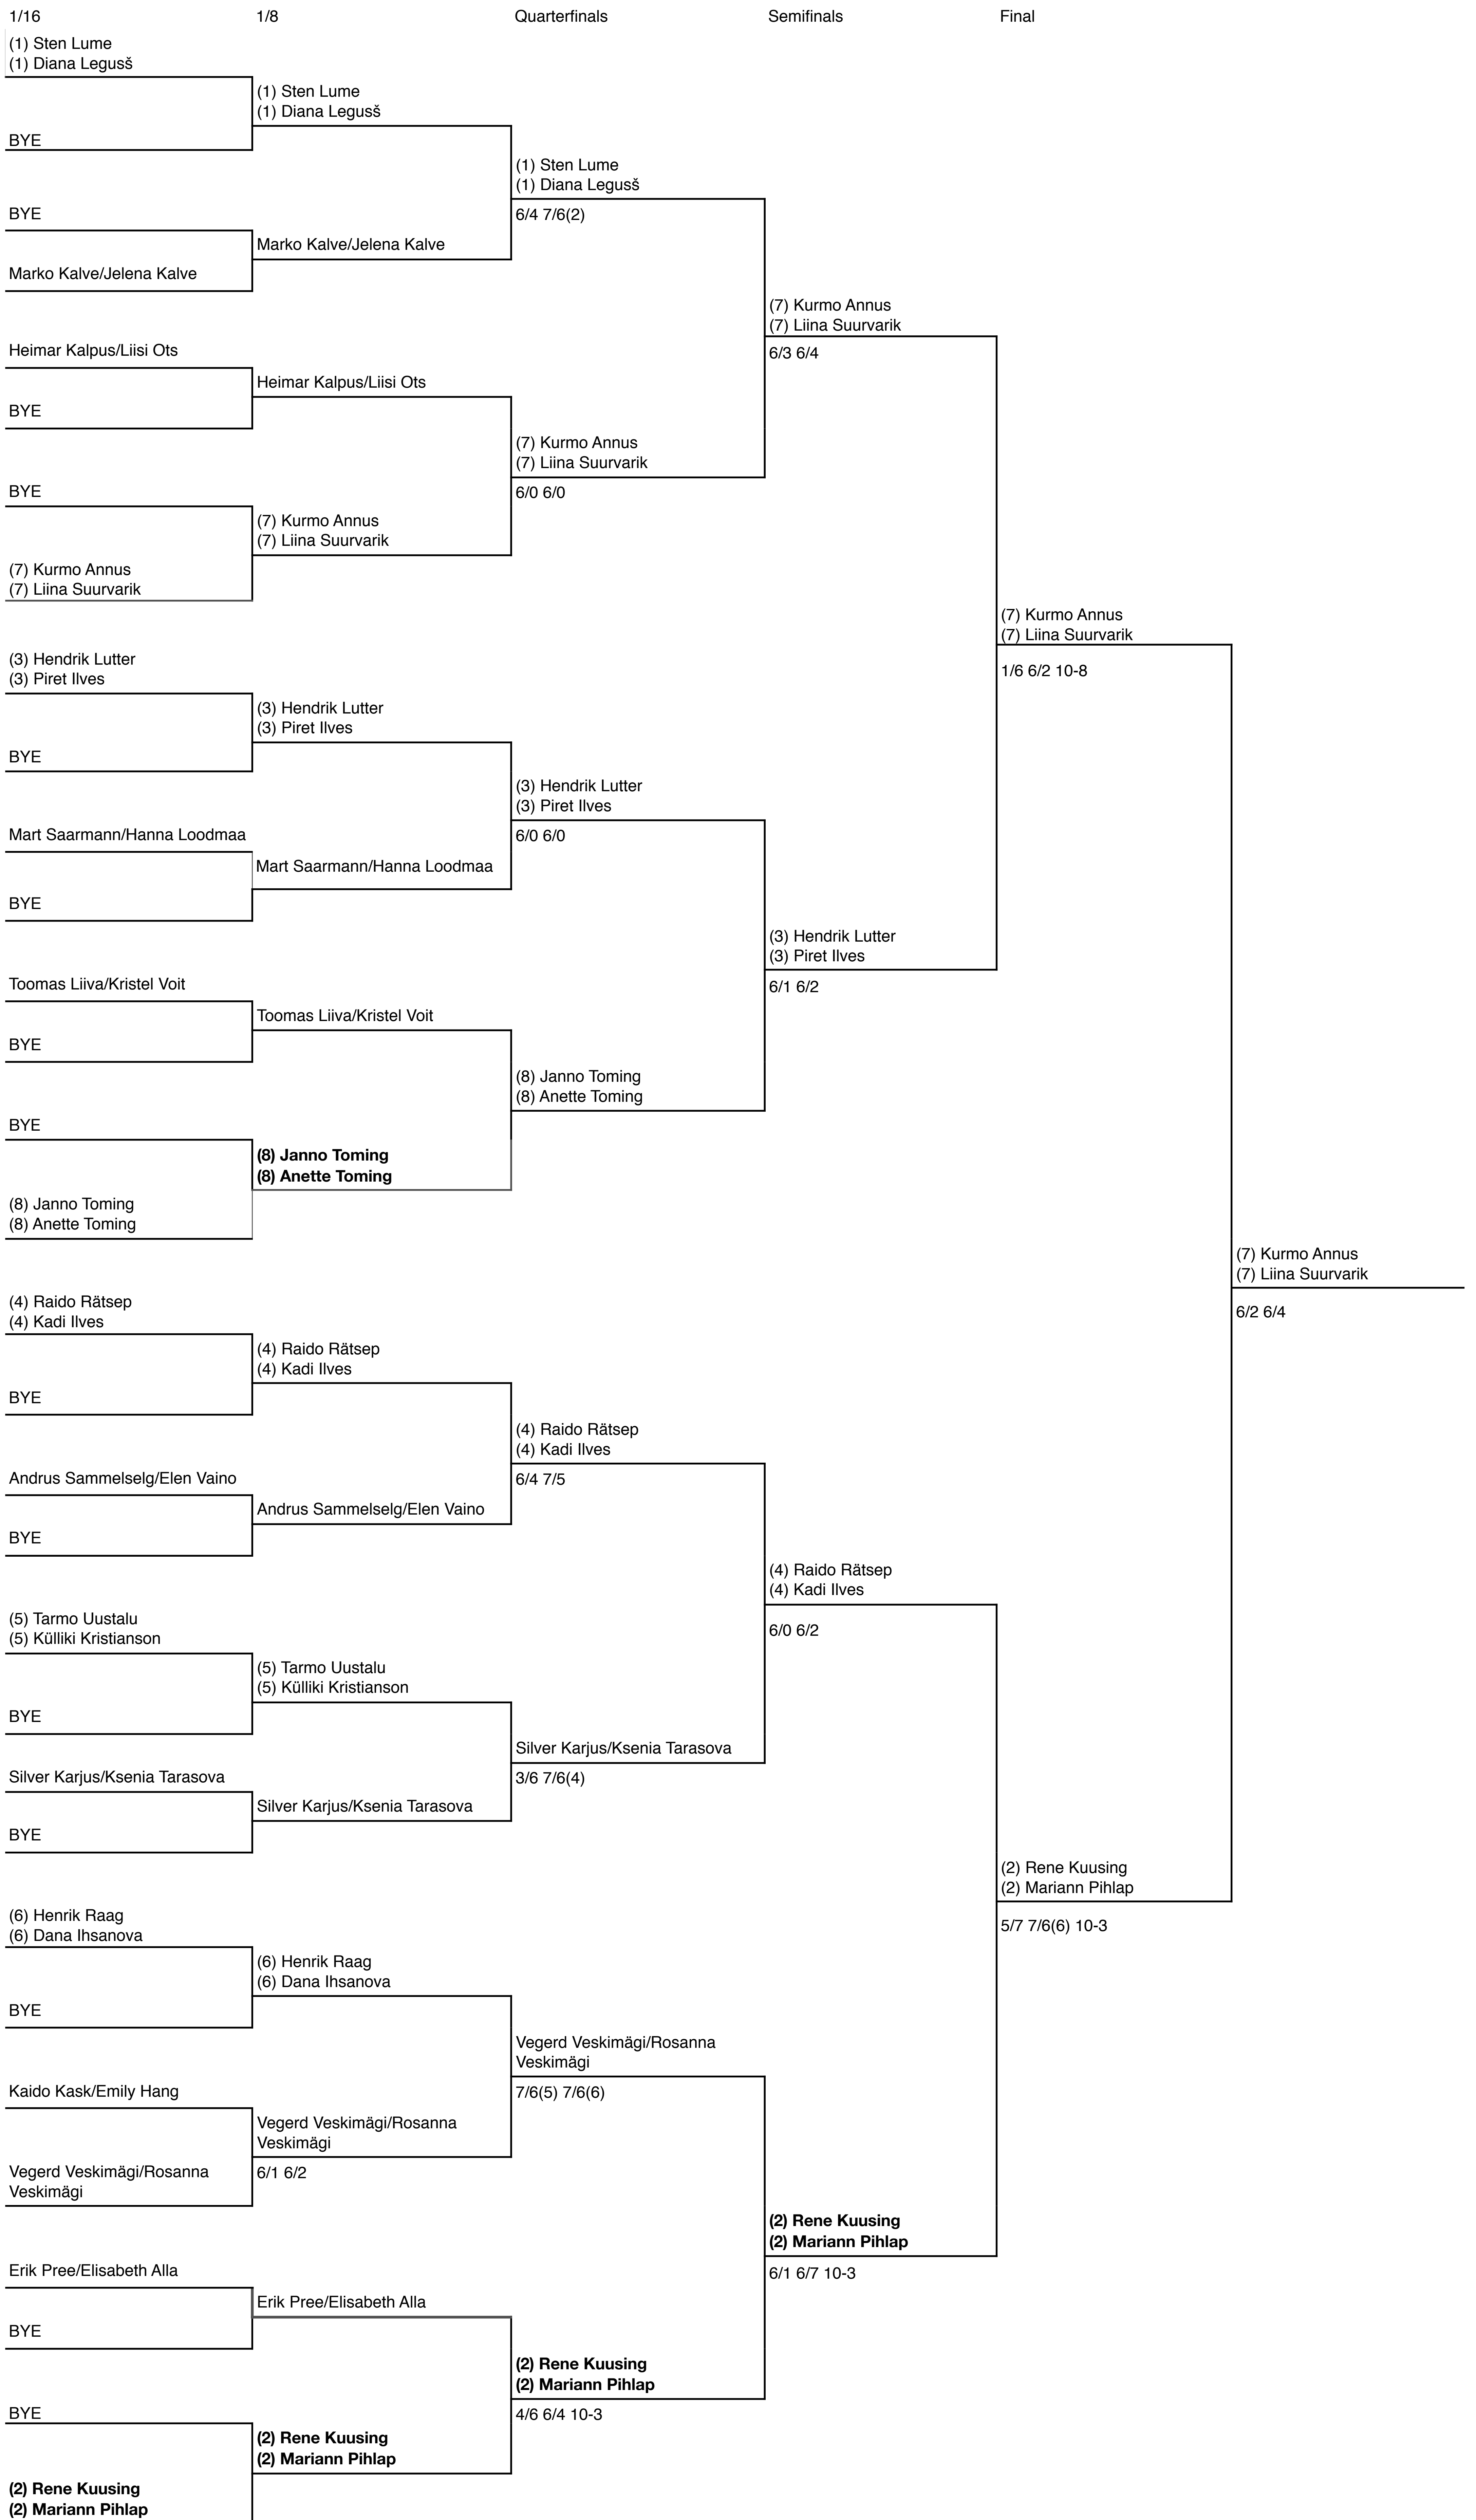 1/16
1/8
Quarterfinals
Semifinals
Final
(1) Sten Lume
(1) Diana Legusš
BYE
BYE
Marko Kalve/Jelena Kalve
Heimar Kalpus/Liisi Ots
BYE
BYE
(7) Kurmo Annus
(7) Liina Suurvarik
(3) Hendrik Lutter
(3) Piret Ilves
BYE
Mart Saarmann/Hanna Loodmaa
BYE
Toomas Liiva/Kristel Voit
BYE
BYE
(8) Janno Toming
(8) Anette Toming
(4) Raido Rätsep
(4) Kadi Ilves
BYE
Andrus Sammelselg/Elen Vaino
BYE
(5) Tarmo Uustalu
(5) Külliki Kristianson
BYE
Silver Karjus/Ksenia Tarasova
BYE
(6) Henrik Raag
(6) Dana Ihsanova
BYE
Kaido Kask/Emily Hang
Vegerd Veskimägi/Rosanna
Veskimägi
Erik Pree/Elisabeth Alla
BYE
BYE
(2) Rene Kuusing
(2) Mariann Pihlap
(1) Sten Lume
(1) Diana Legusš
Marko Kalve/Jelena Kalve
Heimar Kalpus/Liisi Ots
(7) Kurmo Annus
(7) Liina Suurvarik
(3) Hendrik Lutter
(3) Piret Ilves
Mart Saarmann/Hanna Loodmaa
Toomas Liiva/Kristel Voit
(8) Janno Toming
(8) Anette Toming
(4) Raido Rätsep
(4) Kadi Ilves
Andrus Sammelselg/Elen Vaino
(5) Tarmo Uustalu
(5) Külliki Kristianson
Silver Karjus/Ksenia Tarasova
(6) Henrik Raag
(6) Dana Ihsanova
Vegerd Veskimägi/Rosanna
Veskimägi
6/1 6/2
Erik Pree/Elisabeth Alla
(2) Rene Kuusing
(2) Mariann Pihlap
(1) Sten Lume
(1) Diana Legusš
6/4 7/6(2)
(7) Kurmo Annus
(7) Liina Suurvarik
6/0 6/0
(3) Hendrik Lutter
(3) Piret Ilves
6/0 6/0
(8) Janno Toming
(8) Anette Toming
(4) Raido Rätsep
(4) Kadi Ilves
6/4 7/5
Silver Karjus/Ksenia Tarasova
3/6 7/6(4)
Vegerd Veskimägi/Rosanna
Veskimägi
7/6(5) 7/6(6)
(2) Rene Kuusing
(2) Mariann Pihlap
4/6 6/4 10-3
(7) Kurmo Annus
(7) Liina Suurvarik
6/3 6/4
(3) Hendrik Lutter
(3) Piret Ilves
6/1 6/2
(4) Raido Rätsep
(4) Kadi Ilves
6/0 6/2
(2) Rene Kuusing
(2) Mariann Pihlap
6/1 6/7 10-3
(7) Kurmo Annus
(7) Liina Suurvarik
1/6 6/2 10-8
(2) Rene Kuusing
(2) Mariann Pihlap
5/7 7/6(6) 10-3
(7) Kurmo Annus
(7) Liina Suurvarik
6/2 6/4